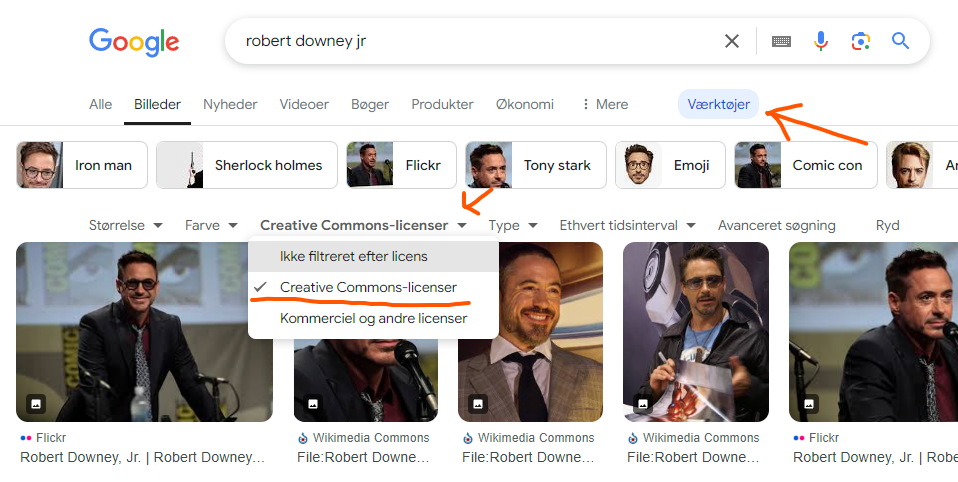 Google
robert downey jr
Alle Billeder Nyheder Videoer Bøger Produkter Økonomi Mere Værktøjer
Iron man Sherlock holmes Flickr Tony stark Emoji Comic con
Størrelse Farve Creative Commons-licenser Type Ethvert tidsinterval Avanceret søgning Ryd
Ikke filtreret efter licens
Creative Commons-licenser
Kommerciel og andre licenser
Flickr Wikimedia Commons Wikimedia Commons Wikimedia Commons Flickr
Robert Downey, Jr. | Robert Downey... File:Robert Downe... File:Robert Downe... File:Robert Downe... Robert Downey, Jr. | Robert